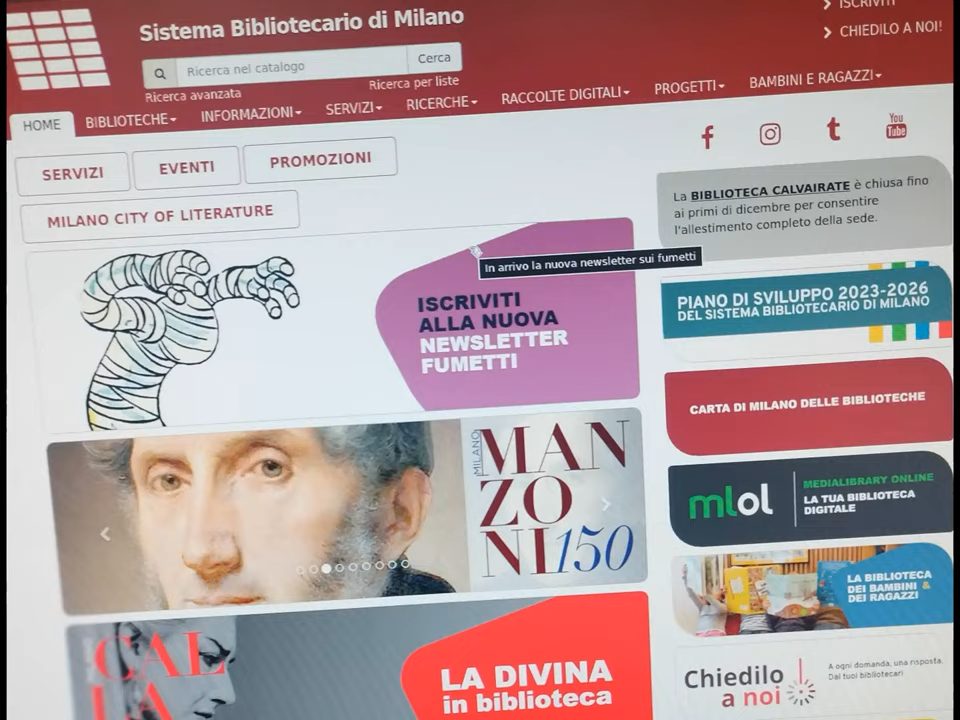 ISCRIVITI
Sistema Bibliotecario di Milano
CHIEDILO A NOI!
Ricerca nel catalogo
Cerca
Ricerca avanzata
Ricerca per liste
HOME
BIBLIOTECHE
INFORMAZIONI
SERVIZI
RICERCHE
RACCOLTE DIGITALI
PROGETTI
BAMBINI E RAGAZZI
f
t
You
Tube
SERVIZI
EVENTI
PROMOZIONI
MILANO CITY OF LITERATURE
La BIBLIOTECA CALVAIRATE è chiusa fino
ai primi di dicembre per consentire
l'allestimento completo della sede.
In arrivo la nuova newsletter sui fumetti
ISCRIVITI
ALLA NUOVA
NEWSLETTER
FUMETTI
PIANO DI SVILUPPO 2023-2026
DEL SISTEMA BIBLIOTECARIO DI MILANO
CARTA DI MILANO DELLE BIBLIOTECHE
MILANO
MAN
ZO
NI150
mlol
MEDIALIBRARY ONLINE
LA TUA BIBLIOTECA
DIGITALE
LA BIBLIOTECA
DEI BAMBINI &
DEI RAGAZZI
CAL
LA
LA DIVINA
in biblioteca
Chiedilo
a noi
A ogni domanda, una risposta.
Dai tuoi bibliotecari